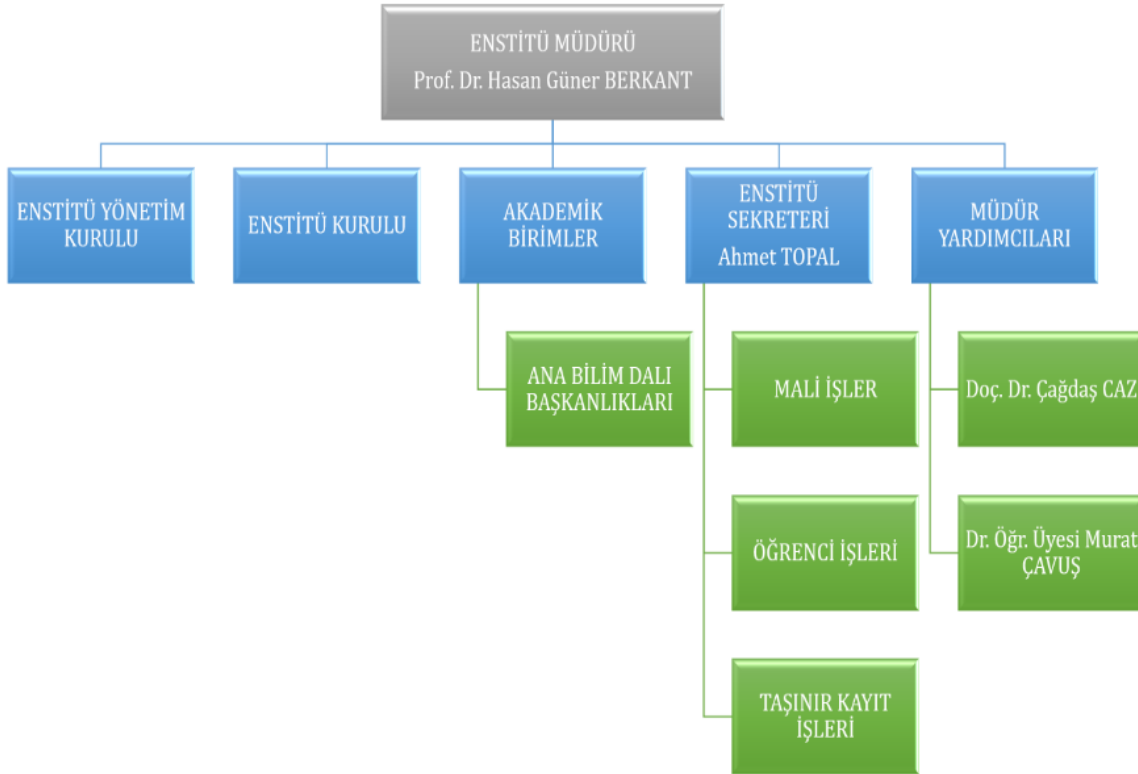 ENSTİTÜ MÜDÜRÜ
Prof. Dr. Hasan Güner BERKANT
ENSTİTÜ YÖNETİM
KURULU
ENSTİTÜ KURULU
AKADEMİK
BİRİMLER
ENSTİTÜ
SEKRETERİ
Ahmet TOPAL
MÜDÜR
YARDIMCILARI
ANA BİLİM DALI
BAŞKANLIKLARI
MALİ İŞLER
Doç. Dr. Çağdaş CAZ
ÖĞRENCİ İŞLERİ
Dr. Öğr. Üyesi Murat
ÇAVUŞ
TAŞINIR KAYIT
İŞLERİ